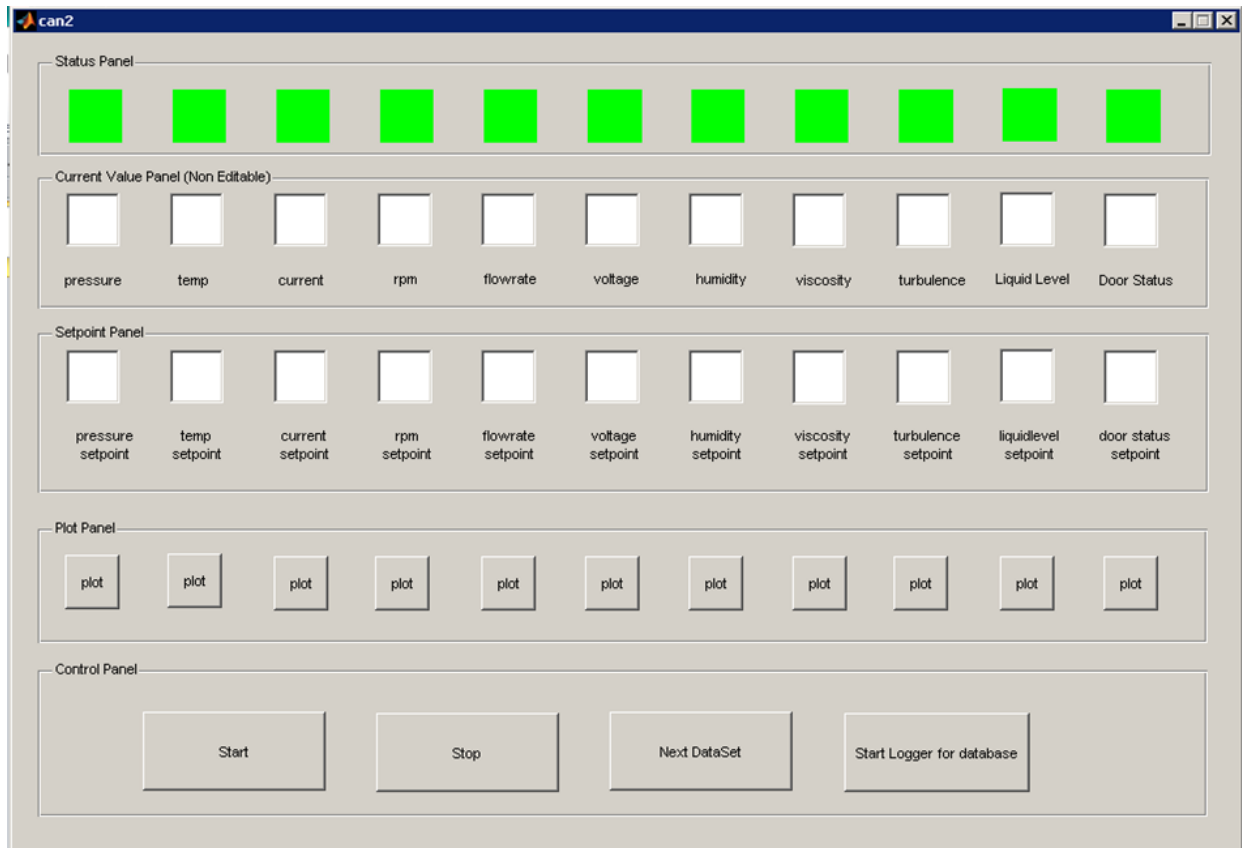 can2
Status Panel
Current Value Panel (Non Editable)
pressure temp current rpm flowrate voltage humidity viscosity turbulence Liquid Level Door Status
Setpoint Panel
pressure temp current rpm flowrate voltage humidity viscosity turbulence liquidlevel door status
setpoint setpoint setpoint setpoint setpoint setpoint setpoint setpoint setpoint setpoint setpoint
Plot Panel
plot plot plot plot plot plot plot plot plot plot plot
Control Panel
Start Stop Next DataSet Start Logger for database